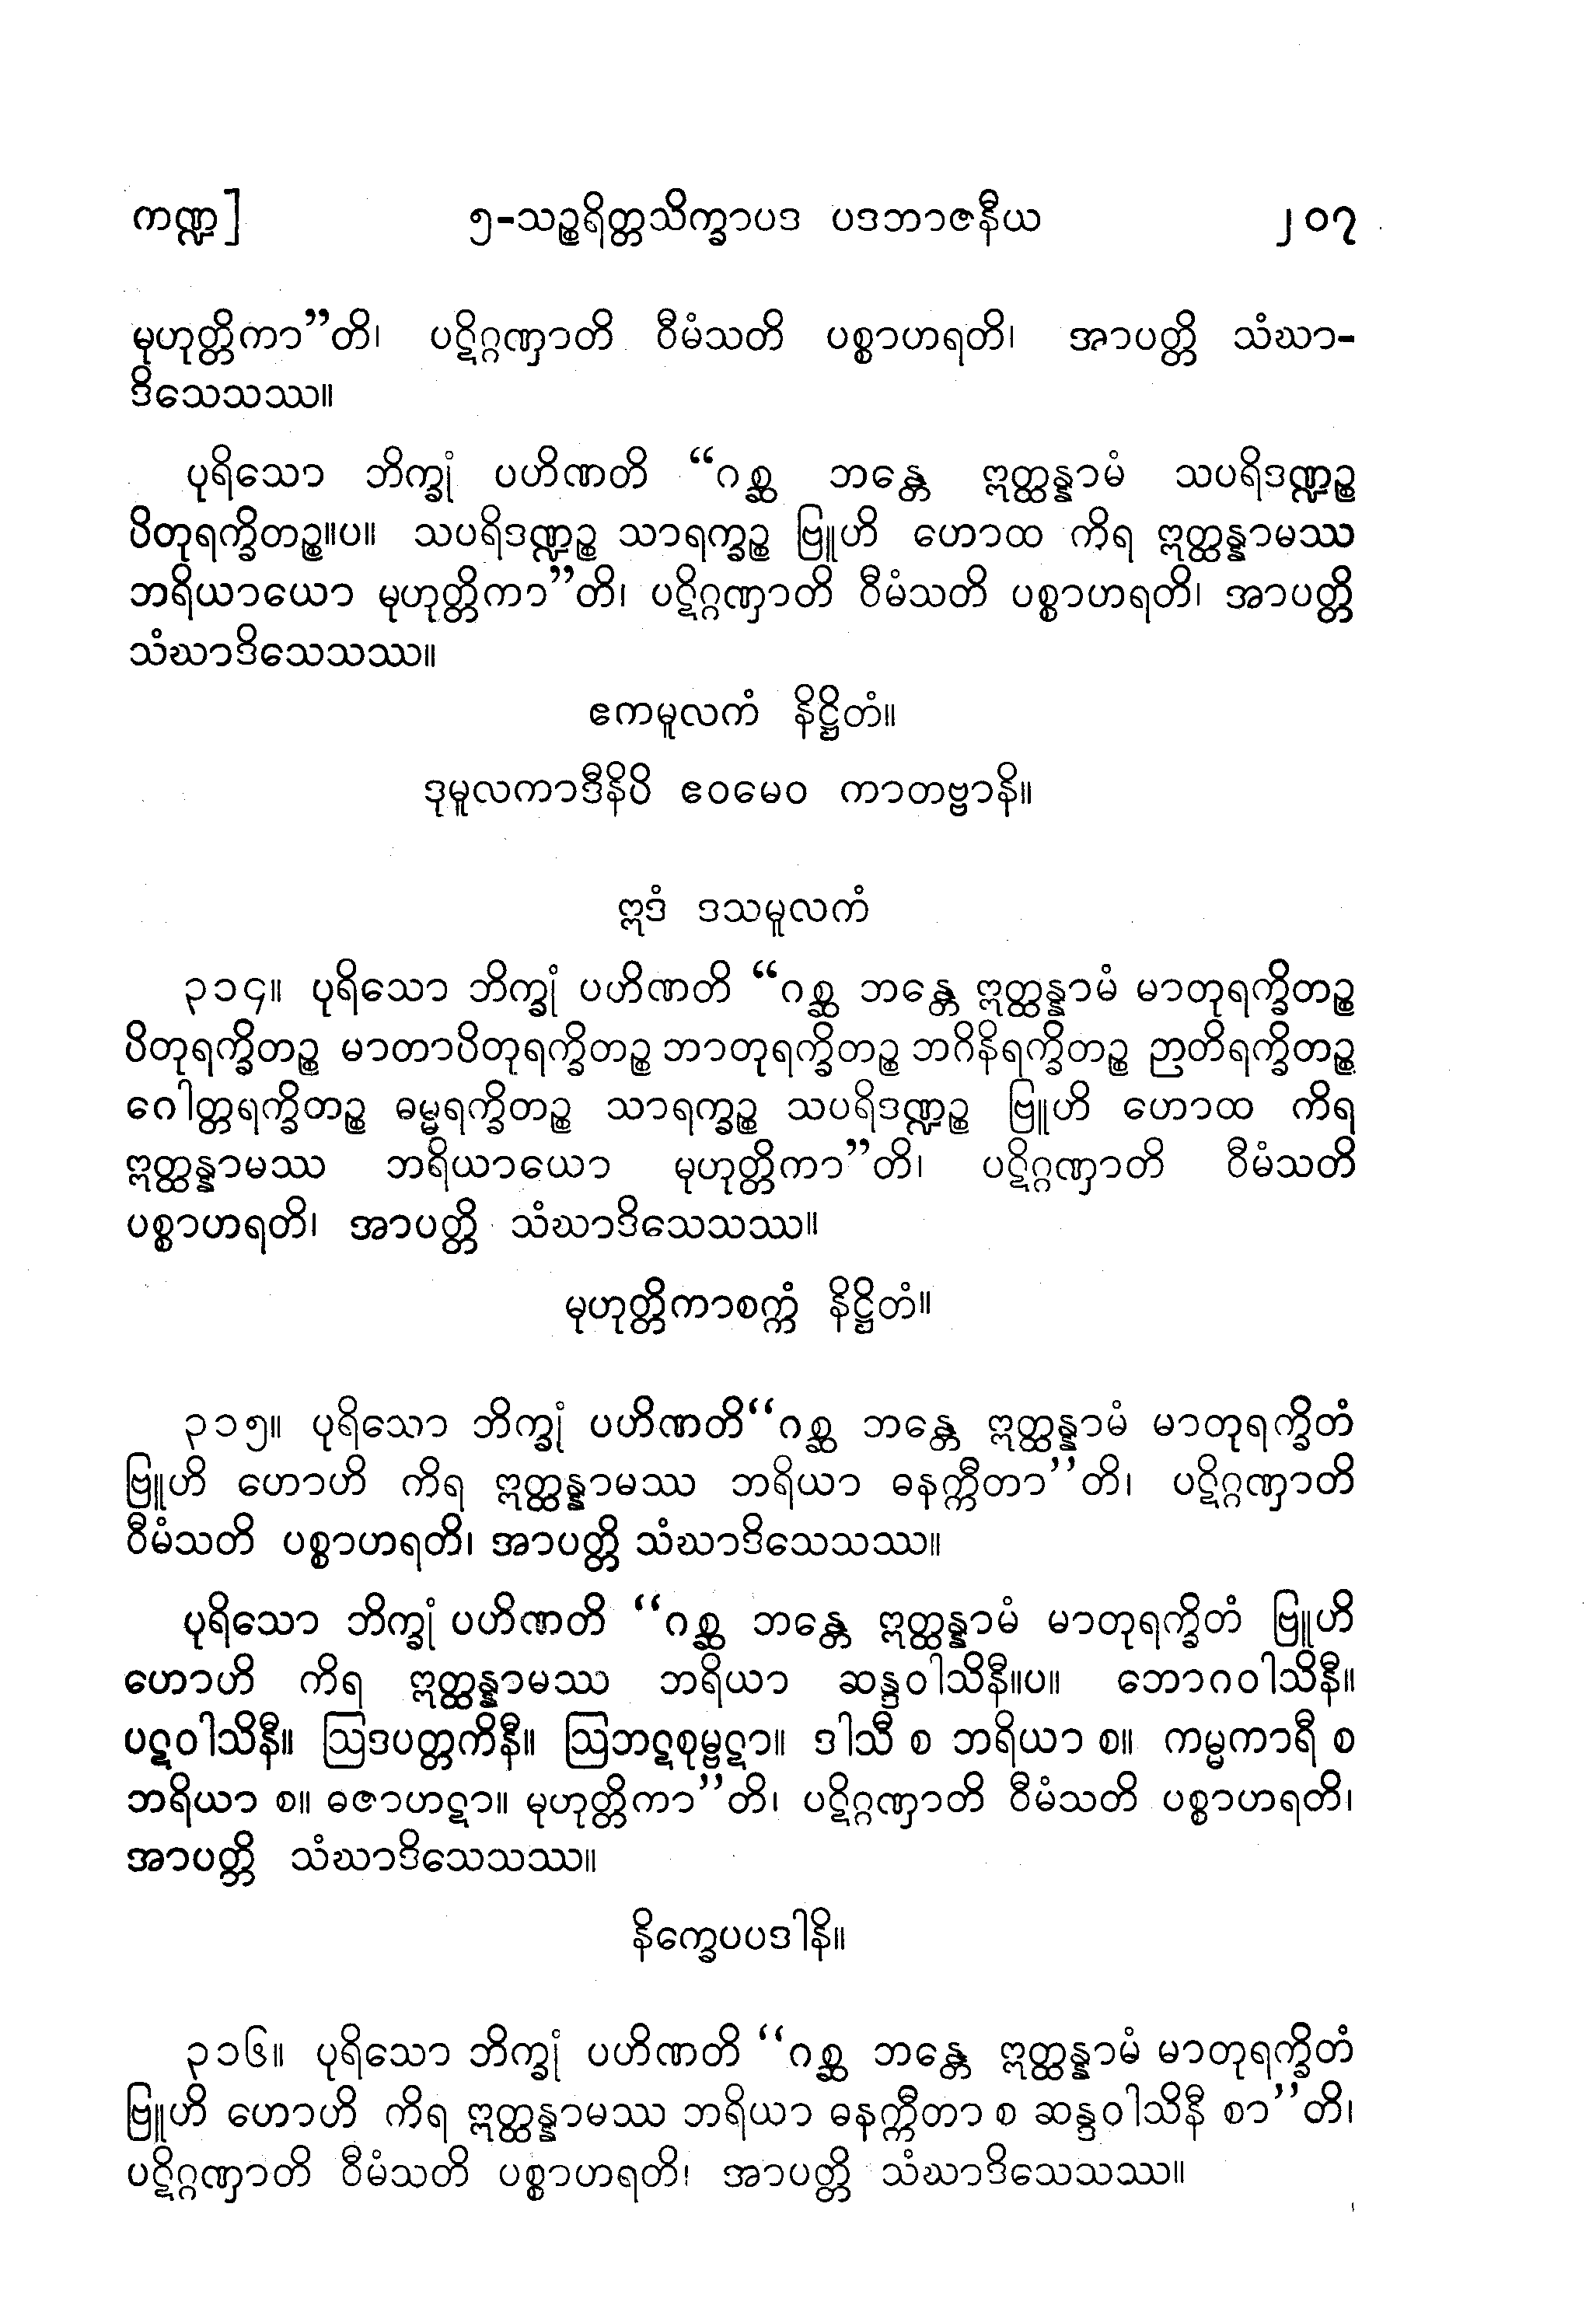 ကဏ္ဍ] ၅-သဉ္စရိတ္တသိက္ခာပဒ ပဒဘာဇနီယ ၂၀၇
မုဟုတ္တိကာ”တိ၊ ပဋိဂ္ဂဏှာတိ ဝီမံသတိ ပစ္စာဟရတိ၊ အာပတ္တိ သံဃာ-
ဒိသေသဿ။
ပုရိသော ဘိက္ခုံ ပဟိဏတိ “ဂစ္ဆ ဘန္တေ ဣတ္ထန္နာမံ သပရိဒဏ္ဍဉ္စ
ပိတုရက္ခိတဉ္စ။ပ။ သပရိဒဏ္ဍဉ္စ သာရက္ခဉ္စ ဗြူဟိ ဟောထ ကိရ ဣတ္ထန္နာမဿ
ဘရိယာယော မုဟုတ္တိကာ”တိ၊ ပဋိဂ္ဂဏှာတိ ဝီမံသတိ ပစ္စာဟရတိ၊ အာပတ္တိ
သံဃာဒိသေသဿ။
ဧကမူလကံ နိဋ္ဌိတံ။
ဒုမူလကာဒီနိပိ ဧဝမေဝ ကာတဗ္ဗာနိ။
ဣဒံ ဒသမူလကံ
၃၁၄။ ပုရိသော ဘိက္ခုံ ပဟိဏတိ “ဂစ္ဆ ဘန္တေ ဣတ္ထန္နာမံ မာတုရက္ခိတဉ္စ
ပိတုရက္ခိတဉ္စ မာတာပိတုရက္ခိတဉ္စ ဘာတုရက္ခိတဉ္စ ဘဂိနိရက္ခိတဉ္စ ဉာတိရက္ခိတဉ္စ
ဂေါတ္တရက္ခိတဉ္စ ဓမ္မရက္ခိတဉ္စ သာရက္ခဉ္စ သပရိဒဏ္ဍဉ္စ ဗြူဟိ ဟောထ ကိရ
ဣတ္ထန္နာမဿ ဘရိယာယော မုဟုတ္တိကာ”တိ၊ ပဋိဂ္ဂဏှာတိ ဝီမံသတိ
ပစ္စာဟရတိ၊ အာပတ္တိ သံဃာဒိသေသဿ။
မုဟုတ္တိကာစက္ကံ နိဋ္ဌိတံ။
၃၁၅။ ပုရိသော ဘိက္ခုံ ပဟိဏတိ“ဂစ္ဆ ဘန္တေ ဣတ္ထန္နာမံ မာတုရက္ခိတံ
ဗြူဟိ ဟောဟိ ကိရ ဣတ္ထန္နာမဿ ဘရိယာ ဓနက္ကီတာ”တိ၊ ပဋိဂ္ဂဏှာတိ
ဝီမံသတိ ပစ္စာဟရတိ၊ အာပတ္တိ သံဃာဒိသေသဿ။
ပုရိသော ဘိက္ခုံ ပဟိဏတိ “ဂစ္ဆ ဘန္တေ ဣတ္ထန္နာမံ မာတုရက္ခိတံ ဗြူဟိ
ဟောဟိ ကိရ ဣတ္ထန္နာမဿ ဘရိယာ ဆန္ဒဝါသိနီ။ပ။ ဘောဂဝါသိနီ။
ပဋဝါသိနီ။ ဩဒပတ္တကိနီ။ ဩဘဋစုမ္ဗဋာ။ ဒါသီ စ ဘရိယာ စ။ ကမ္မကာရီ စ
ဘရိယာ စ။ ဓဇာဟဋာ။ မုဟုတ္တိကာ”တိ၊ ပဋိဂ္ဂဏှာတိ ဝီမံသတိ ပစ္စာဟရတိ၊
အာပတ္တိ သံဃာဒိသေသဿ။
နိက္ခေပပဒါနိ။
၃၁၆။ ပုရိသော ဘိက္ခုံ ပဟိဏတိ “ဂစ္ဆ ဘန္တေ ဣတ္ထန္နာမံ မာတုရက္ခိတံ
ဗြူဟိ ဟောဟိ ကိရ ဣတ္ထန္နာမဿ ဘရိယာ ဓနက္ကီတာ စ ဆန္ဒဝါသိနီ စာ”တိ၊
ပဋိဂ္ဂဏှာတိ ဝီမံသတိ ပစ္စာဟရတိ၊ အာပတ္တိ သံဃာဒိသေသဿ။